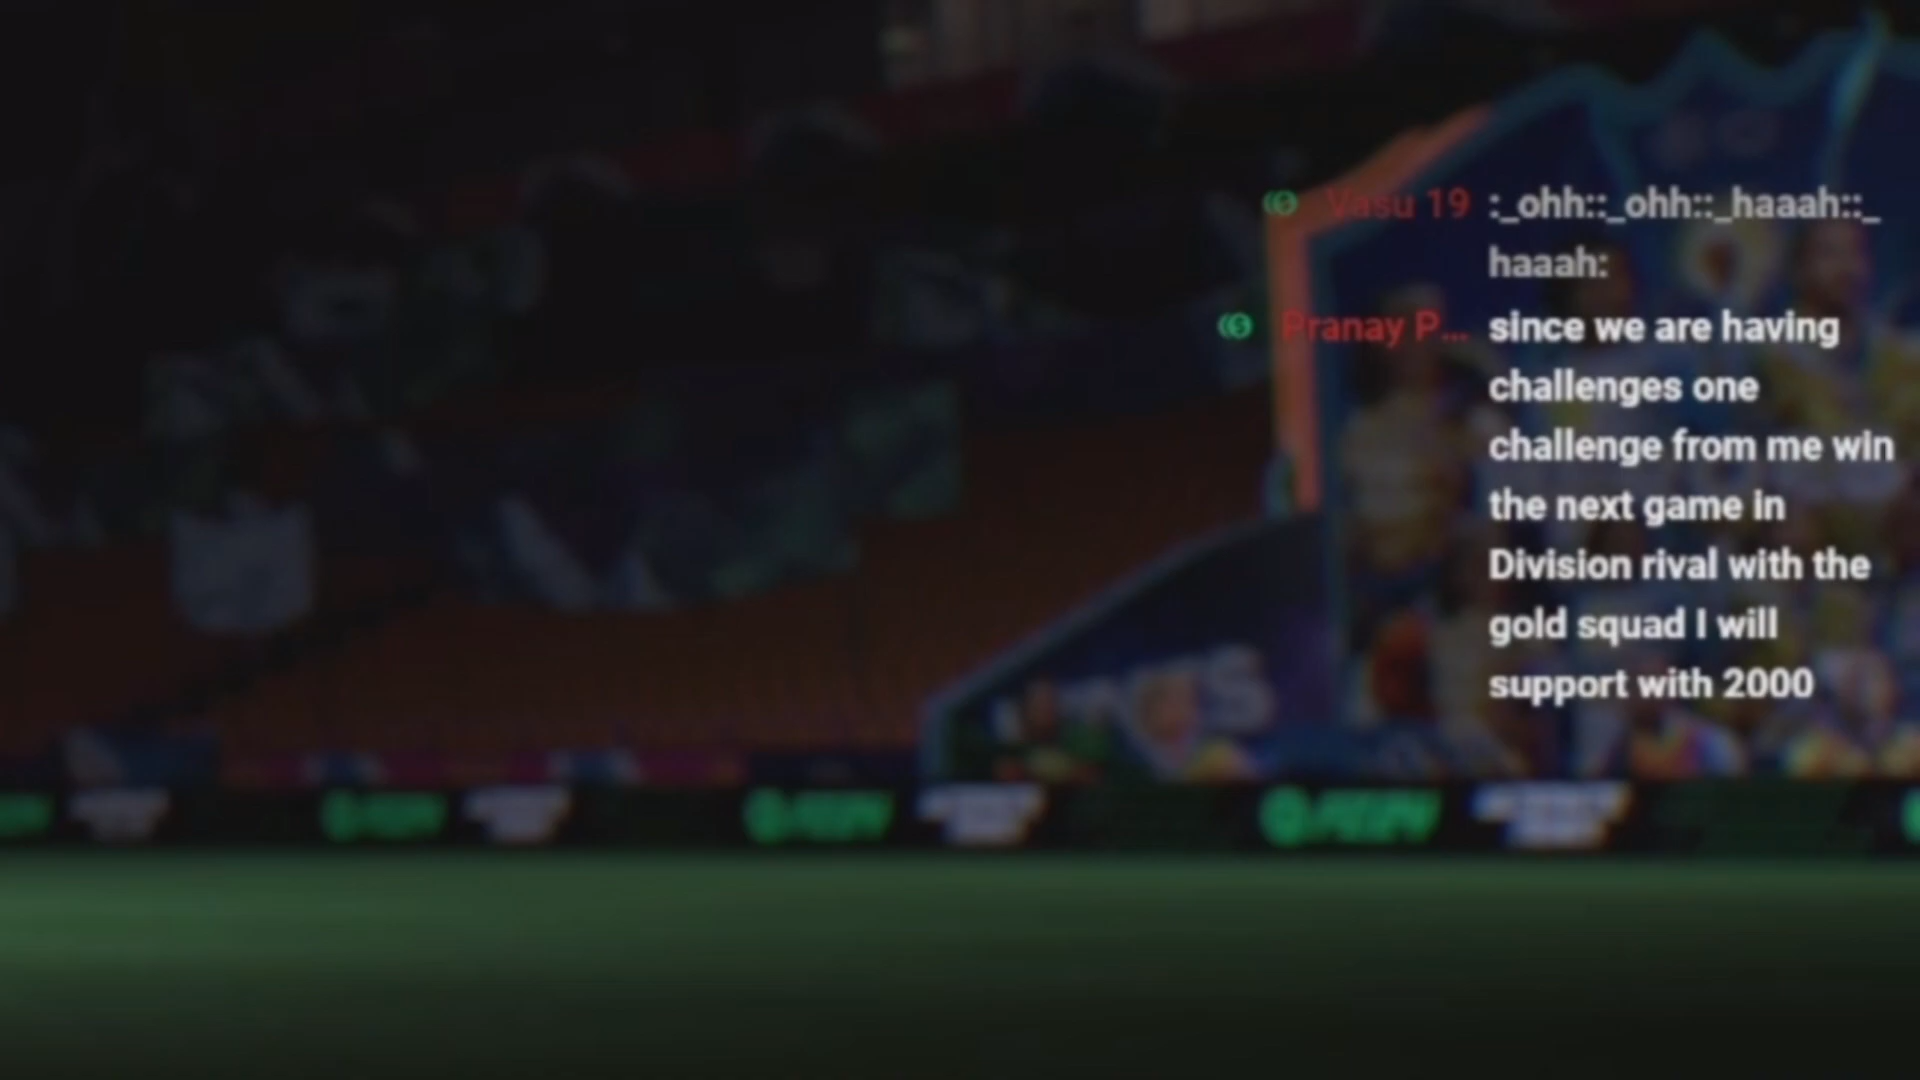 Vasu 19 :_ohh::_ohh::_haaah::_
haaah:
Pranay P... since we are having
challenges one
challenge from me win
the next game in
Division rival with the
gold squad I will
support with 2000